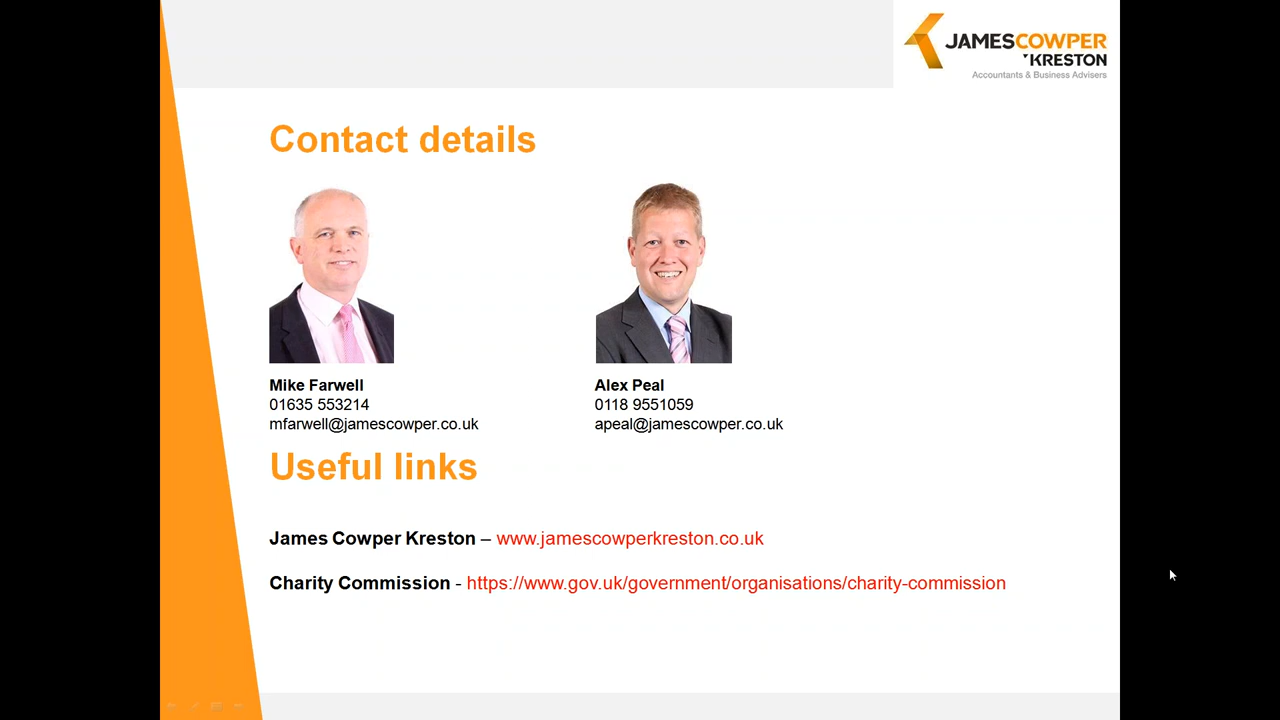 JAMESCOWPER
KRESTON
Accountants & Business Advisers
Contact details
Mike Farwell
01635 553214
mfarwell@jamescowper.co.uk
Alex Peal
0118 9551059
apeal@jamescowper.co.uk
Useful links
James Cowper Kreston – www.jamescowperkreston.co.uk
Charity Commission - https://www.gov.uk/government/organisations/charity-commission